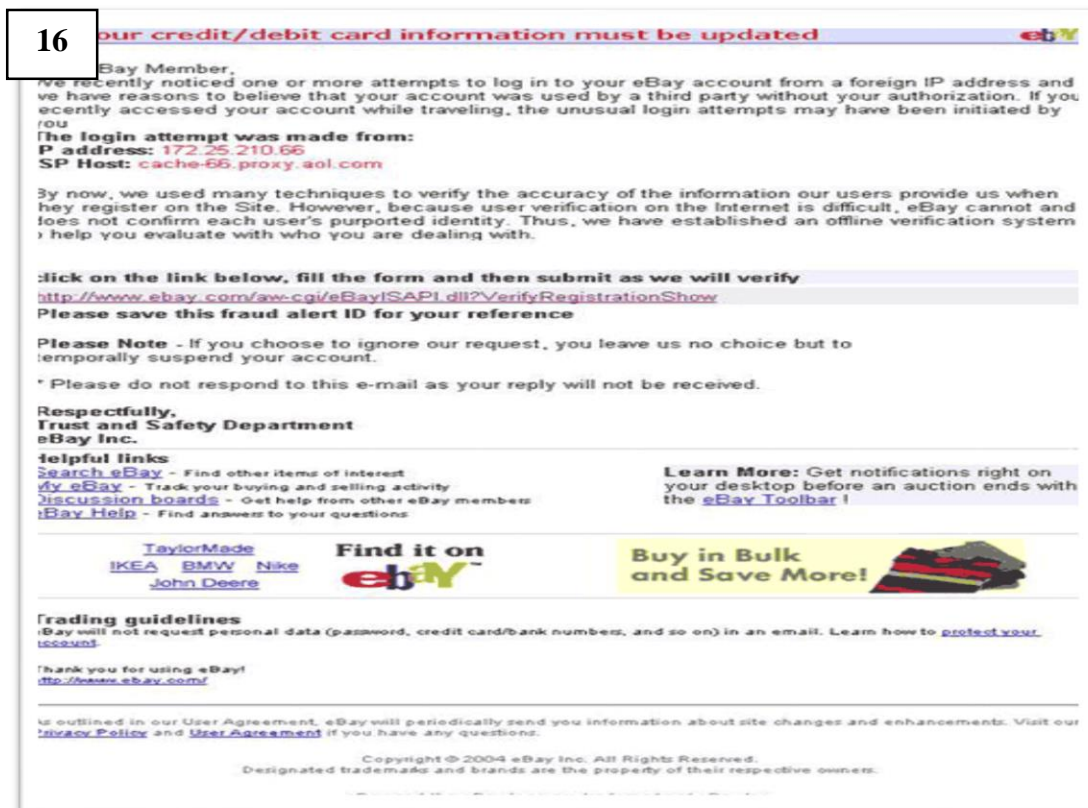 16
our credit/debit card information must be updated
ebY
Bay Member,
We recently noticed one or more attempts to log in to your eBay account from a foreign IP address and
we have reasons to believe that your account was used by a third party without your authorization. If you
ecently accessed your account while traveling, the unusual login attempts may have been initiated by
you
The login attempt was made from:
P address: 172.25.210.66
SP Host: cache-66.proxy.aol.com
By now, we used many techniques to verify the accuracy of the information our users provide us when
hey register on the Site. However, because user verification on the Internet is difficult, eBay cannot and
does not confirm each user's purported identity. Thus, we have established an offline verification system
o help you evaluate with who you are dealing with.
click on the link below, fill the form and then submit as we will verify
http://www.ebay.com/aw-cgi/eBayISAPI.dll?VerifyRegistrationShow
Please save this fraud alert ID for your reference
Please Note - If you choose to ignore our request, you leave us no choice but to
temporally suspend your account.
* Please do not respond to this e-mail as your reply will not be received.
Respectfully,
Trust and Safety Department
eBay Inc.
Helpful links
Search eBay - Find other items of interest
My eBay - Track your buying and selling activity
Discussion boards - Get help from other eBay members
eBay Help - Find answers to your questions
Learn More: Get notifications right on
your desktop before an auction ends with
the eBay Toolbar !
TaylorMade
IKEA BMW Nike
John Deere
Find it on
ebaY™
Buy in Bulk
and Save More!
Trading guidelines
eBay will not request personal data (password, credit card/bank numbers, and so on) in an email. Learn how to protect your
account.
Thank you for using eBay!
http://www.ebay.com/
As outlined in our User Agreement, eBay will periodically send you information about site changes and enhancements. Visit our
Privacy Policy and User Agreement if you have any questions.
Copyright © 2004 eBay Inc. All Rights Reserved.
Designated trademarks and brands are the property of their respective owners.